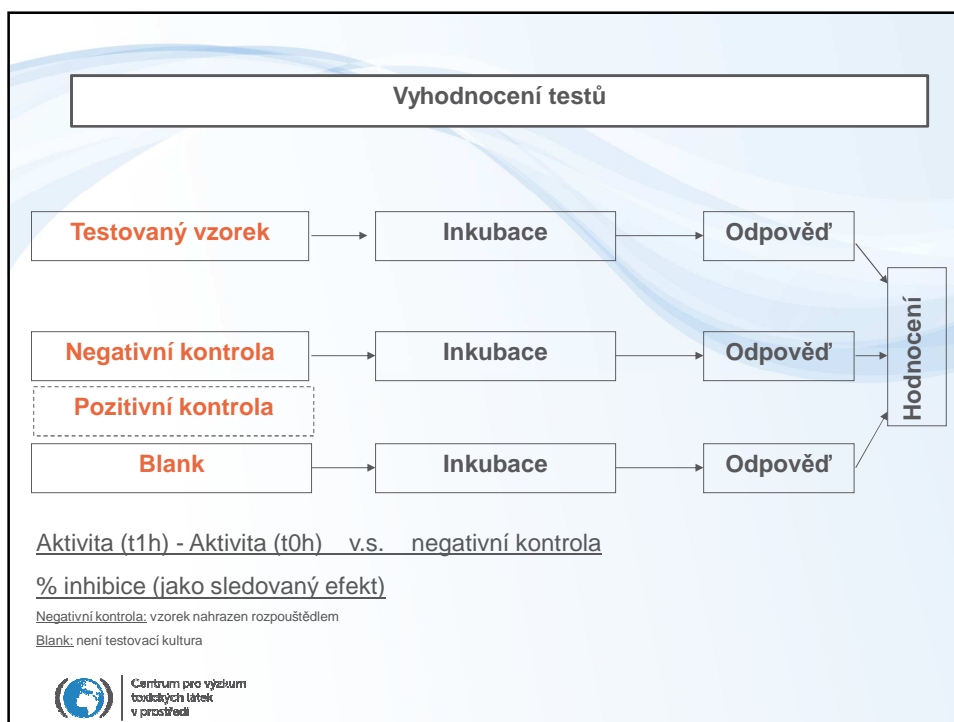 Vyhodnocení testů
Testovaný vzorek
Inkubace
Odpověď
Negativní kontrola
Inkubace
Odpověď
Hodnocení
Pozitivní kontrola
Blank
Inkubace
Odpověď
Aktivita (t1h) - Aktivita (t0h) v.s. negativní kontrola
% inhibice (jako sledovaný efekt)
Negativní kontrola: vzorek nahrazen rozpouštědlem
Blank: není testovací kultura
Centrum pro výzkum
toxických látek
v prostředí